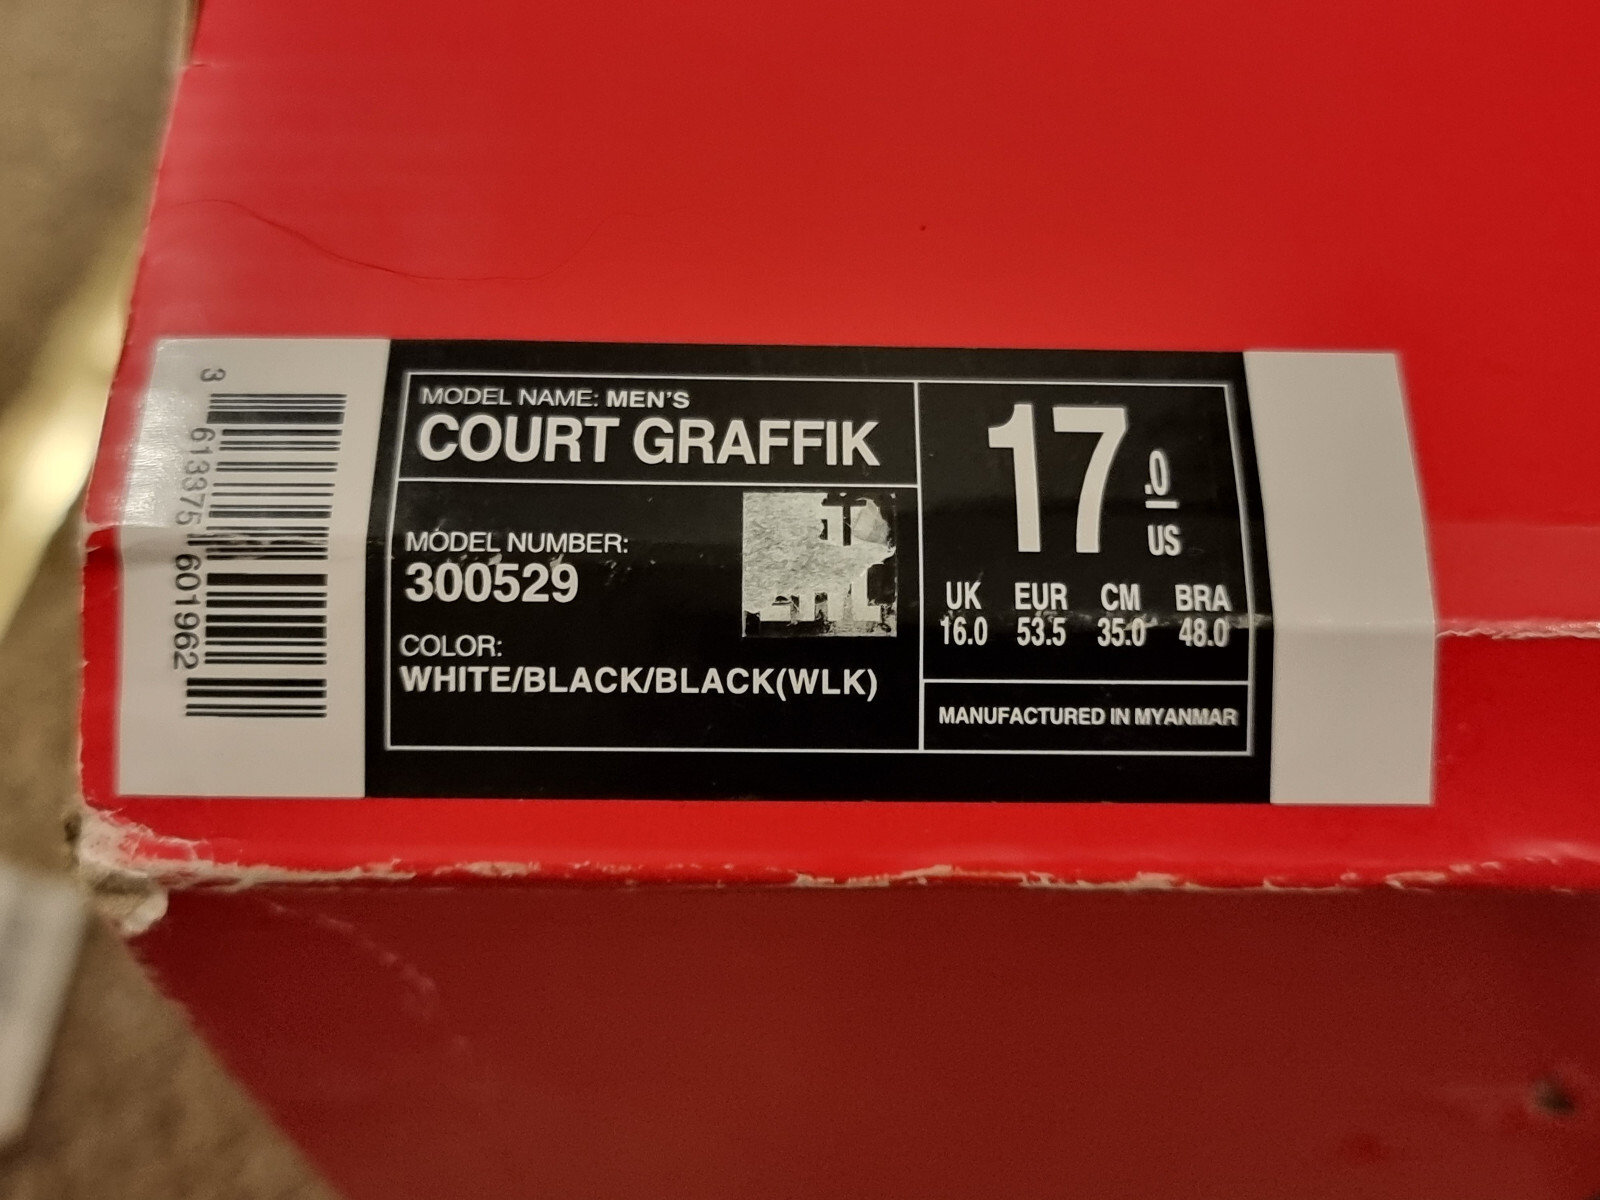 3 613375 601962
MODEL NAME: MEN'S
COURT GRAFFIK
MODEL NUMBER:
300529
COLOR:
WHITE/BLACK/BLACK(WLK)
17.0
US
UK EUR CM BRA
16.0 53.5 35.0 48.0
MANUFACTURED IN MYANMAR